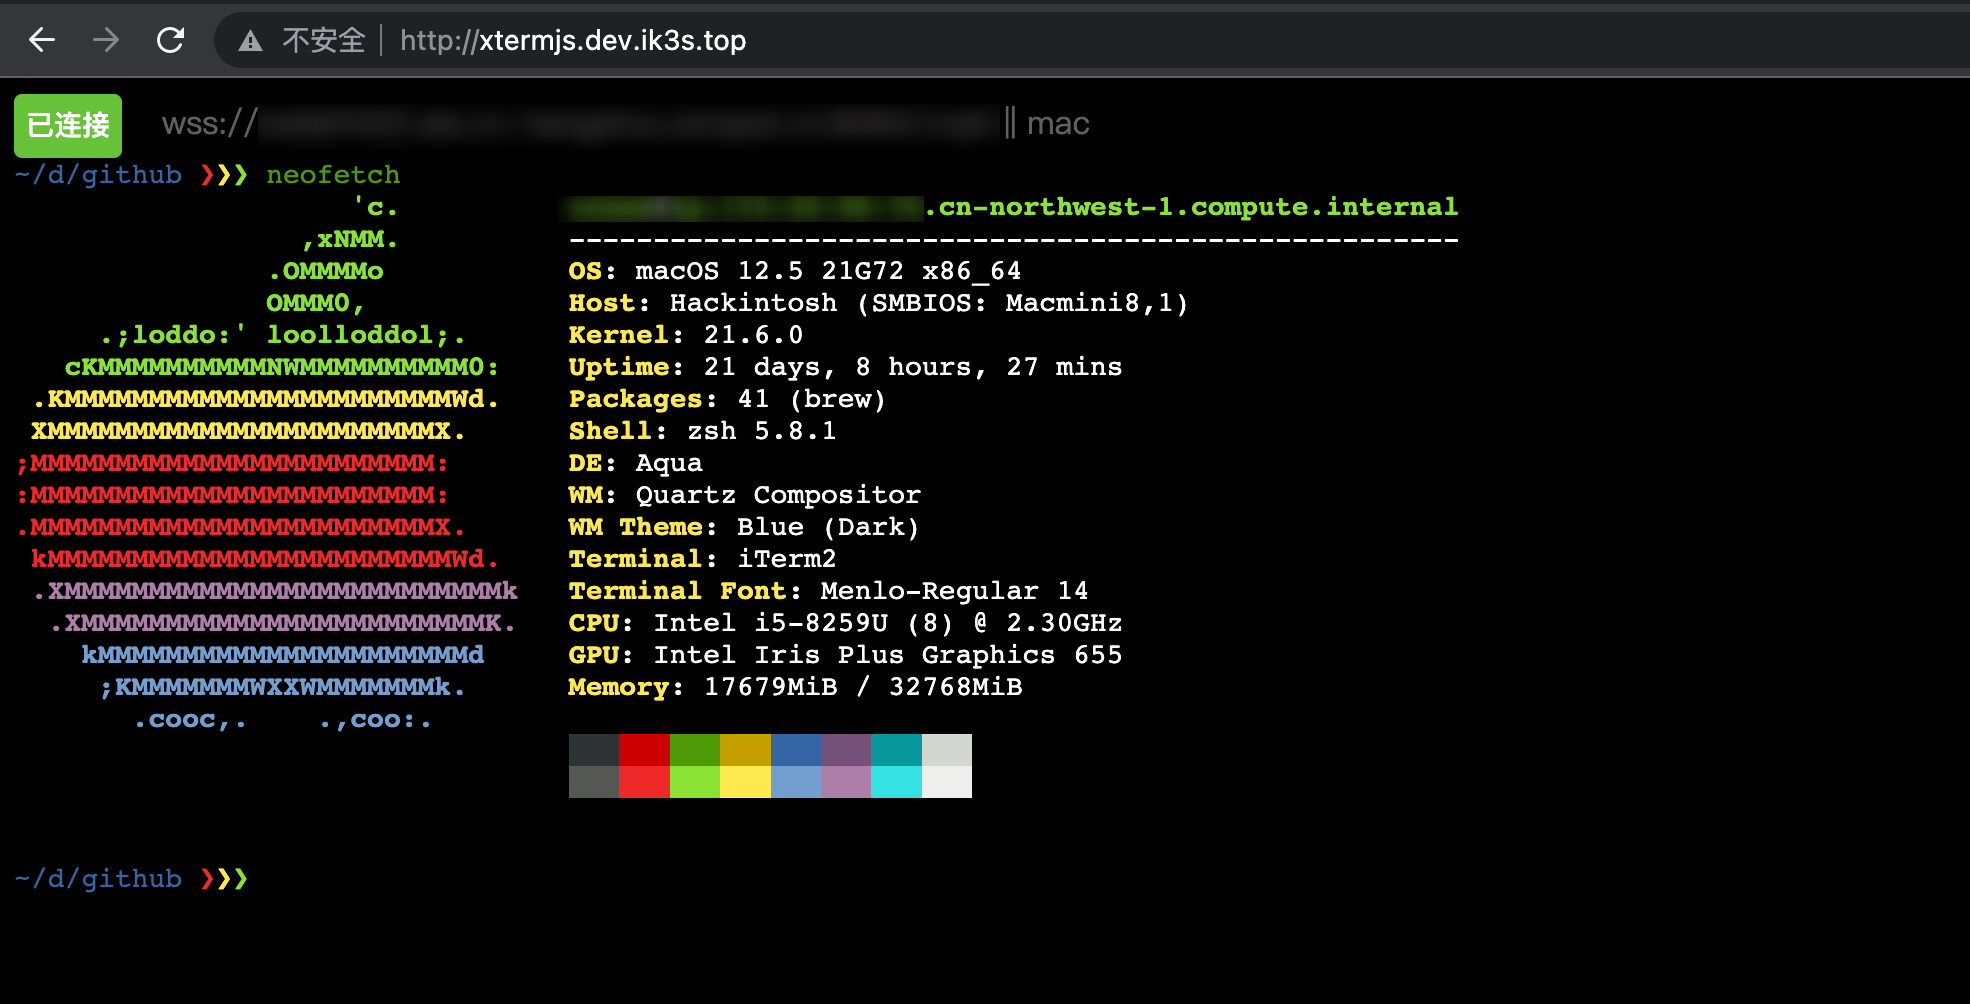 不安全 http://xtermjs.dev.ik3s.top
已连接 wss:// || mac
~/d/github ❯❯❯ neofetch
'c. .cn-northwest-1.compute.internal
,xNMM. -----------------------------------------------------
.OMMMMo OS: macOS 12.5 21G72 x86_64
OMMM0, Host: Hackintosh (SMBIOS: Macmini8,1)
.;loddo:' loolloddol;. Kernel: 21.6.0
cKMMMMMMMMMMNWMMMMMMMMMM0: Uptime: 21 days, 8 hours, 27 mins
.KMMMMMMMMMMMMMMMMMMMMMMMWd. Packages: 41 (brew)
XMMMMMMMMMMMMMMMMMMMMMMMX. Shell: zsh 5.8.1
;MMMMMMMMMMMMMMMMMMMMMMMM: DE: Aqua
:MMMMMMMMMMMMMMMMMMMMMMMM: WM: Quartz Compositor
.MMMMMMMMMMMMMMMMMMMMMMMMX. WM Theme: Blue (Dark)
kMMMMMMMMMMMMMMMMMMMMMMMMWd. Terminal: iTerm2
.XMMMMMMMMMMMMMMMMMMMMMMMMMMk Terminal Font: Menlo-Regular 14
.XMMMMMMMMMMMMMMMMMMMMMMMMK. CPU: Intel i5-8259U (8) @ 2.30GHz
kMMMMMMMMMMMMMMMMMMMMMMd GPU: Intel Iris Plus Graphics 655
;KMMMMMMMWXXWMMMMMMMk. Memory: 17679MiB / 32768MiB
.cooc,. .,coo:.
~/d/github ❯❯❯